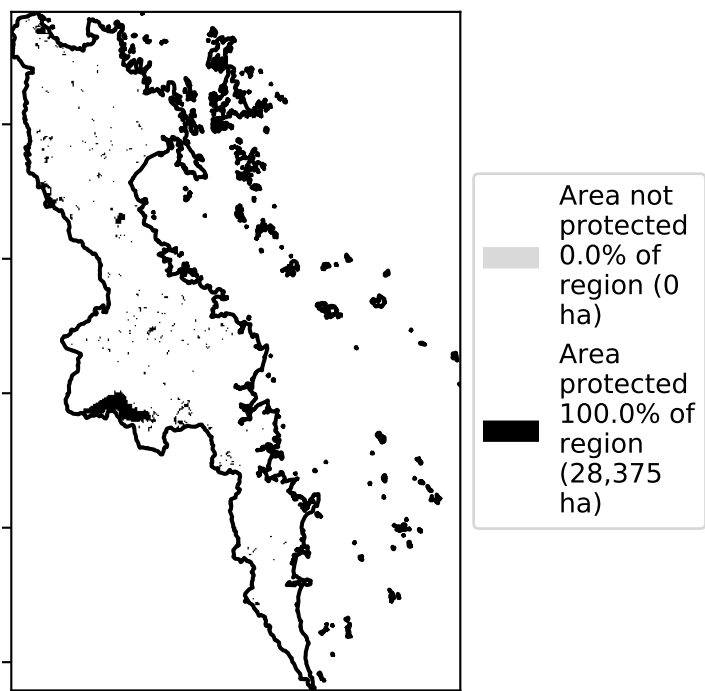 Area not
protected
0.0% of
region (0
ha)
Area
protected
100.0% of
region
(28,375
ha)